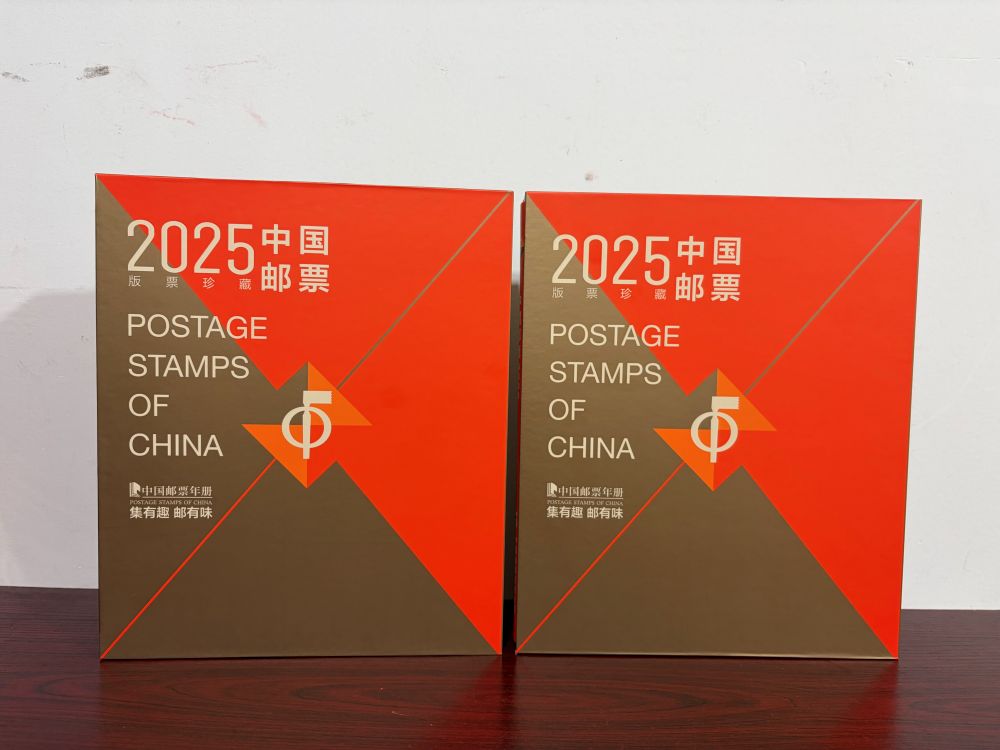 2025中国
版票珍藏邮票
POSTAGE
STAMPS
OF
CHINA
中国邮票年册
POSTAGE STAMPS OF CHINA
集有趣 邮有味
2025中国
版票珍藏邮票
POSTAGE
STAMPS
OF
CHINA
中国邮票年册
POSTAGE STAMPS OF CHINA
集有趣 邮有味